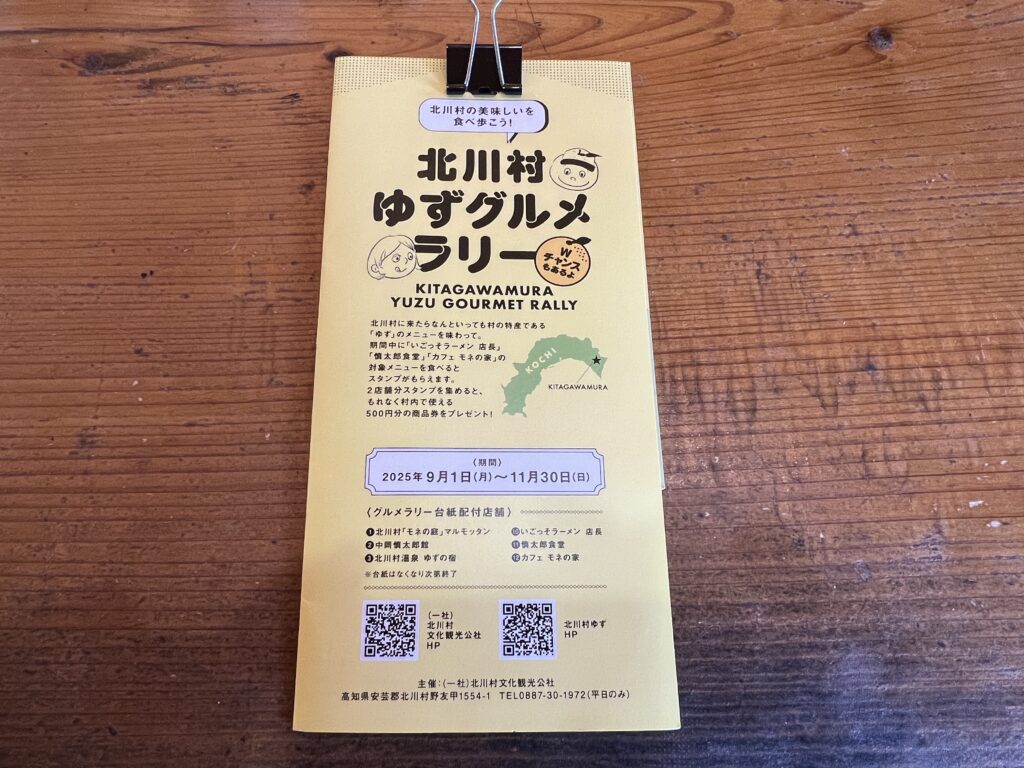 北川村の美味しいを
食べ歩こう!
北川村
ゆずグルメ
ラリー
W
チャンス
もあるよ
KITAGAWAMURA
YUZU GOURMET RALLY
北川村に来たらなんといっても村の特産である
「ゆず」のメニューを味わって。
期間中に「いごっそラーメン 店長」
「慎太郎食堂」「カフェ モネの家」の
対象メニューを食べると
スタンプがもらえます。
2店舗分スタンプを集めると、
もれなく村内で使える
500円分の商品券をプレゼント!
KOCHI
KITAGAWAMURA
〈期間〉
2025年9月1日(月)〜11月30日(日)
〈グルメラリー台紙配付店舗〉
❶北川村「モネの庭」マルモッタン
❷中岡慎太郎館
❸北川村温泉 ゆずの宿
❿いごっそラーメン 店長
⓫慎太郎食堂
⓬カフェ モネの家
※台紙はなくなり次第終了
(一社)
北川村
文化観光公社
HP
北川村ゆず
HP
主催:(一社)北川村文化観光公社
高知県安芸郡北川村野友甲1554-1 TEL0887-30-1972(平日のみ)